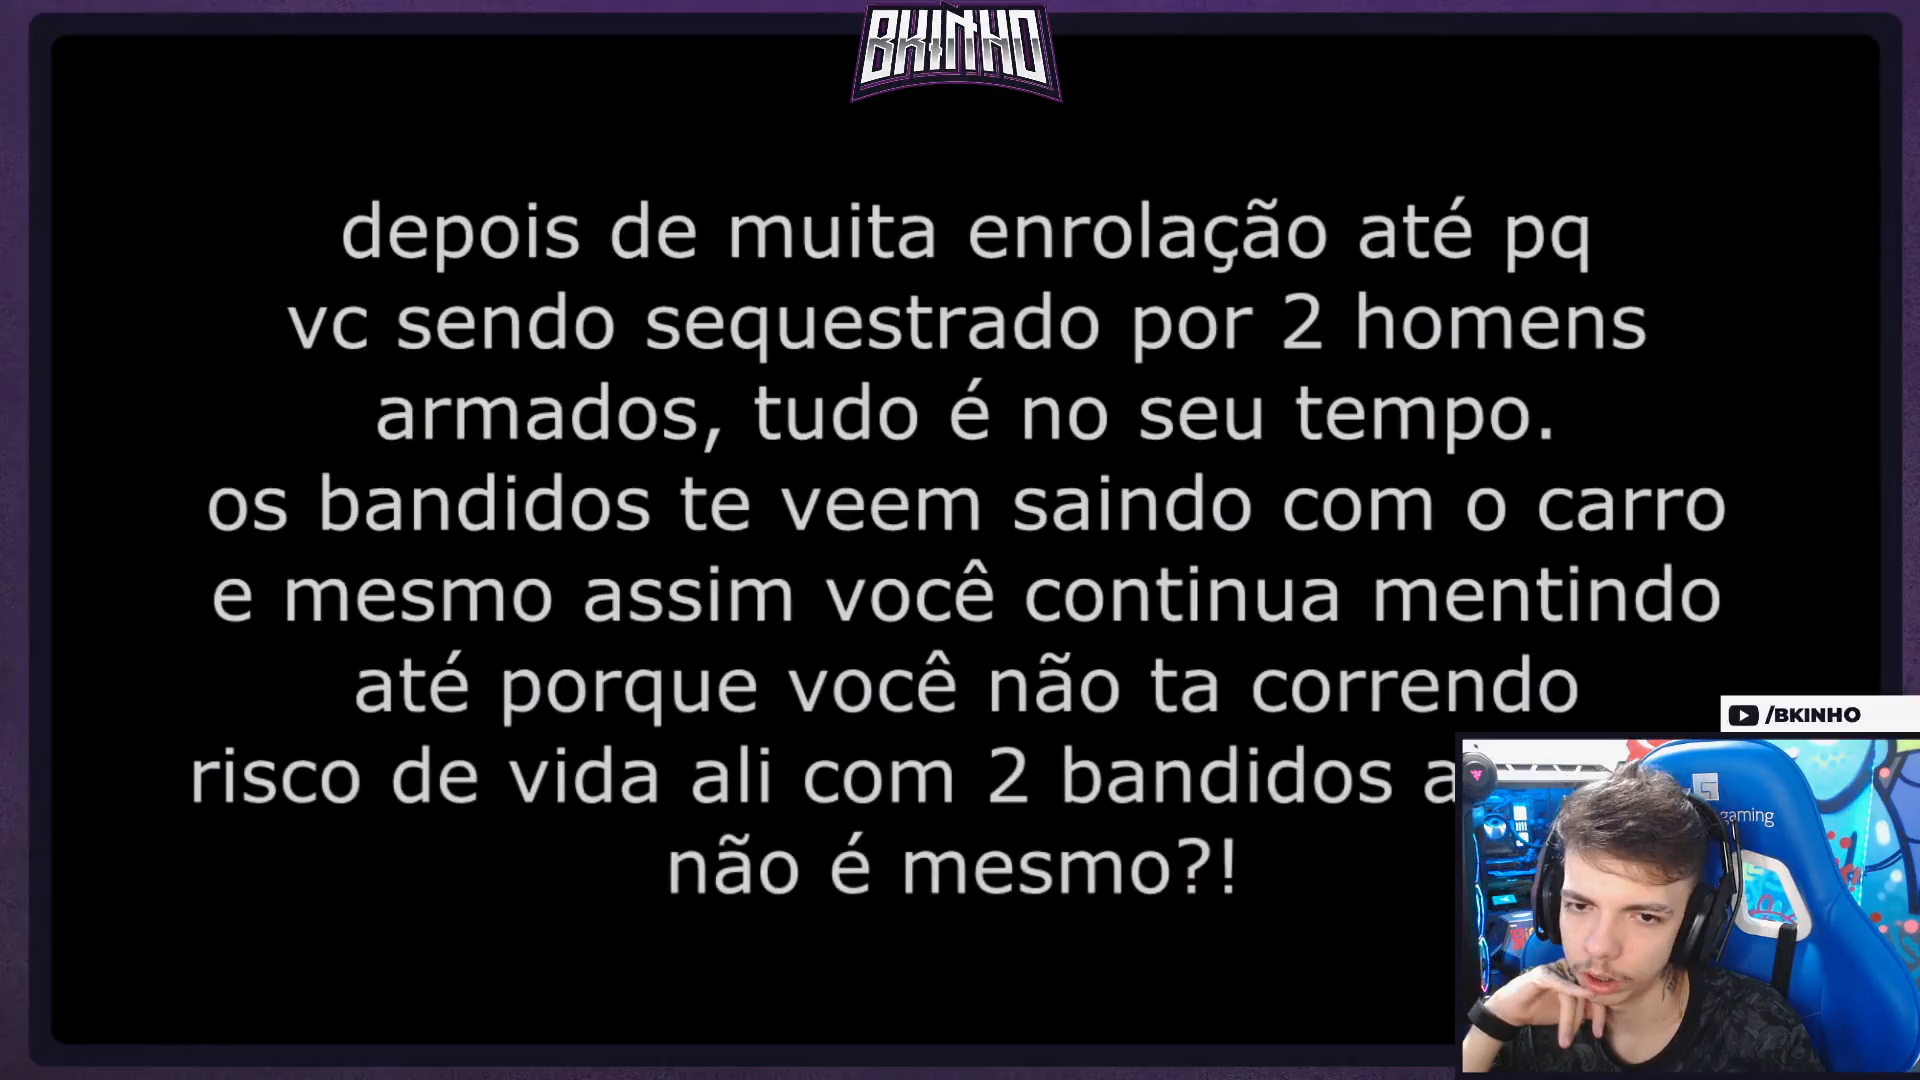 BKINHO
depois de muita enrolação até pq
vc sendo sequestrado por 2 homens
armados, tudo é no seu tempo.
os bandidos te veem saindo com o carro
e mesmo assim você continua mentindo
até porque você não ta correndo
/BKINHO
risco de vida ali com 2 bandidos
não é mesmo?!
gaming